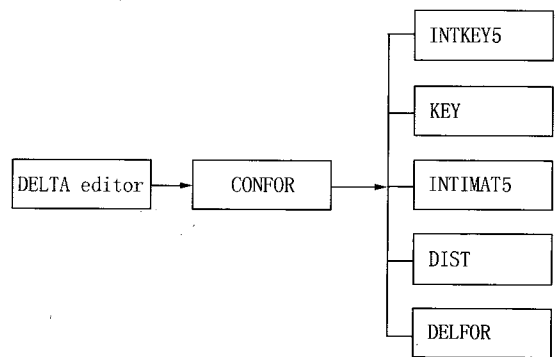 INTKEY5
KEY
DELTA editor
CONFOR
INTIMAT5
DIST
DELFOR